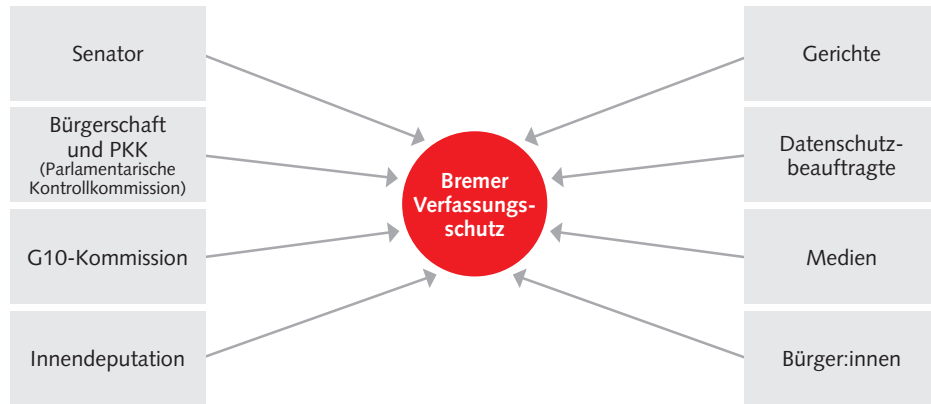 Senator
Bürgerschaft
und PKK
(Parlamentarische
Kontrollkommission)
G10-Kommission
Innendeputation
Bremer
Verfassungs-
schutz
Gerichte
Datenschutz-
beauftragte
Medien
Bürger:innen